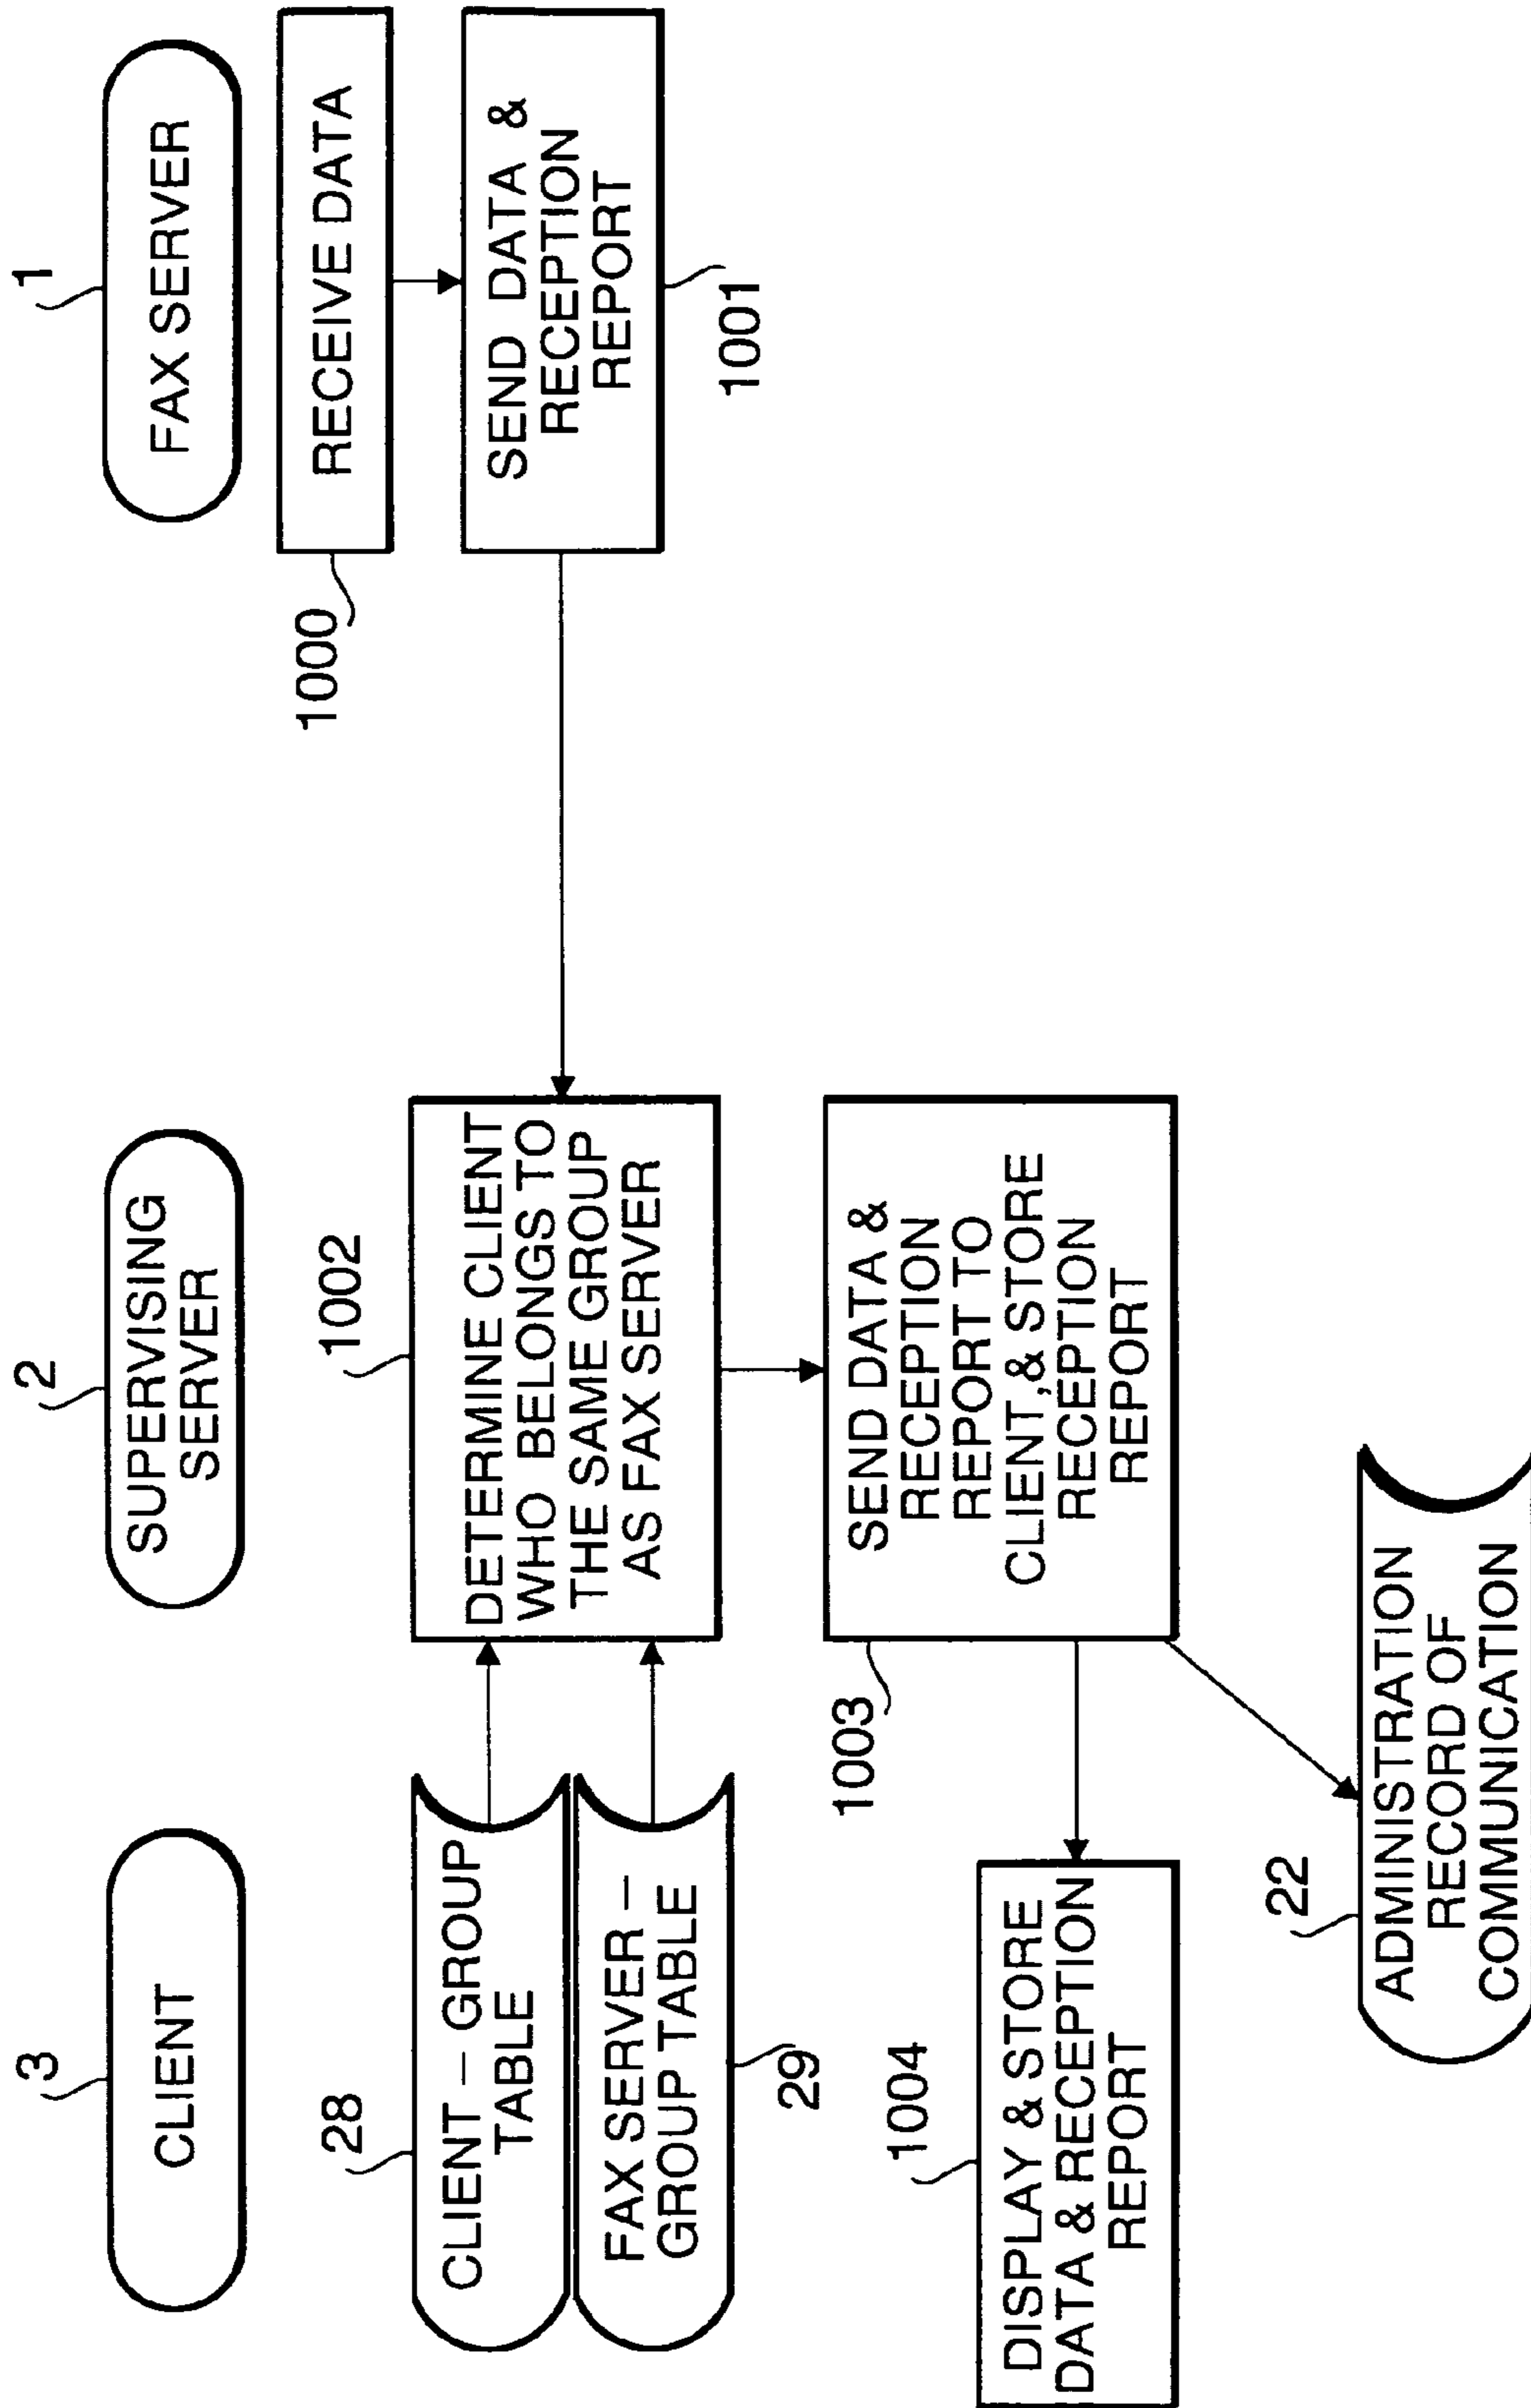 3
CLIENT
2
SUPERVISING
SERVER
1
FAX SERVER
1000
RECEIVE DATA
SEND DATA &
RECEPTION
REPORT
1001
28
CLIENT – GROUP
TABLE
FAX SERVER –
GROUP TABLE
29
1002
DETERMINE CLIENT
WHO BELONGS TO
THE SAME GROUP
AS FAX SERVER
1003
SEND DATA &
RECEPTION
REPORT TO
CLIENT,& STORE
RECEPTION
REPORT
1004
DISPLAY & STORE
DATA & RECEPTION
REPORT
22
ADMINISTRATION
RECORD OF
COMMUNICATION